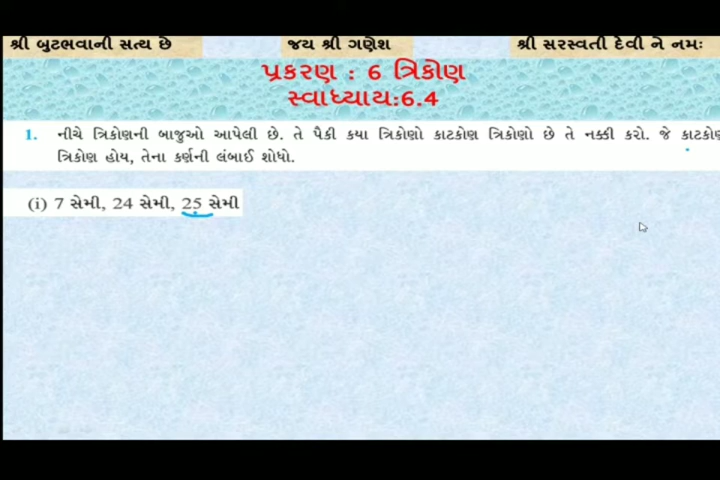 શ્રી બુટભવાની સત્ય છે
જય શ્રી ગણેશ
શ્રી સરસ્વતી દેવી ને નમઃ
પ્રકરણ : 6 ત્રિકોણ
સ્વાધ્યાય:6.4
1. નીચે ત્રિકોણની બાજુઓ આપેલી છે. તે પૈકી કયા ત્રિકોણો કાટકોણ ત્રિકોણો છે તે નક્કી કરો. જે કાટકોણ
ત્રિકોણ હોય, તેના કર્ણની લંબાઈ શોધો.
(i) 7 સેમી, 24 સેમી, 25 સેમી